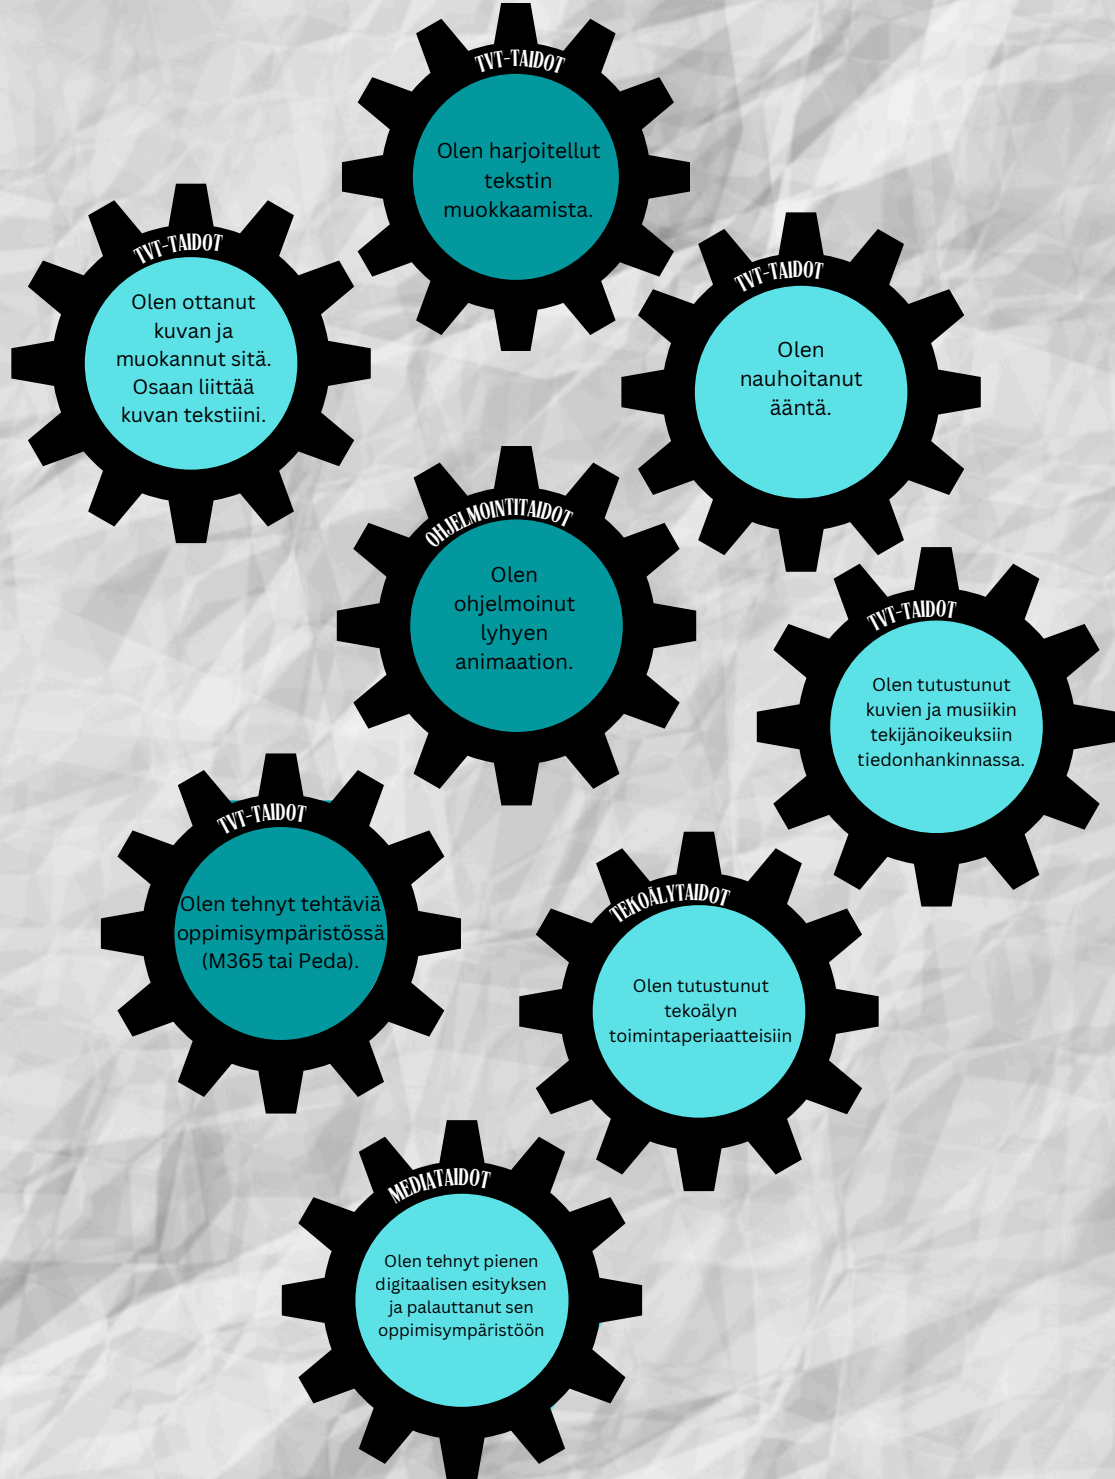 TVT-TAIDOT
Olen harjoitellut
tekstin
muokkaamista.
TVT-TAIDOT
Olen ottanut
kuvan ja
muokannut sitä.
Osaan liittää
kuvan tekstiini.
TVT-TAIDOT
Olen
nauhoitanut
ääntä.
OHJELMOINTITAIDOT
Olen
ohjelmoinut
lyhyen
animaation.
TVT-TAIDOT
Olen tutustunut
kuvien ja musiikin
tekijänoikeuksiin
tiedonhankinnassa.
TVT-TAIDOT
Olen tehnyt tehtäviä
oppimisympäristössä
(M365 tai Peda).
TEKOÄLYTAIDOT
Olen tutustunut
tekoälyn
toimintaperiaatteisiin
MEDIATAIDOT
Olen tehnyt pienen
digitaalisen esityksen
ja palauttanut sen
oppimisympäristöön